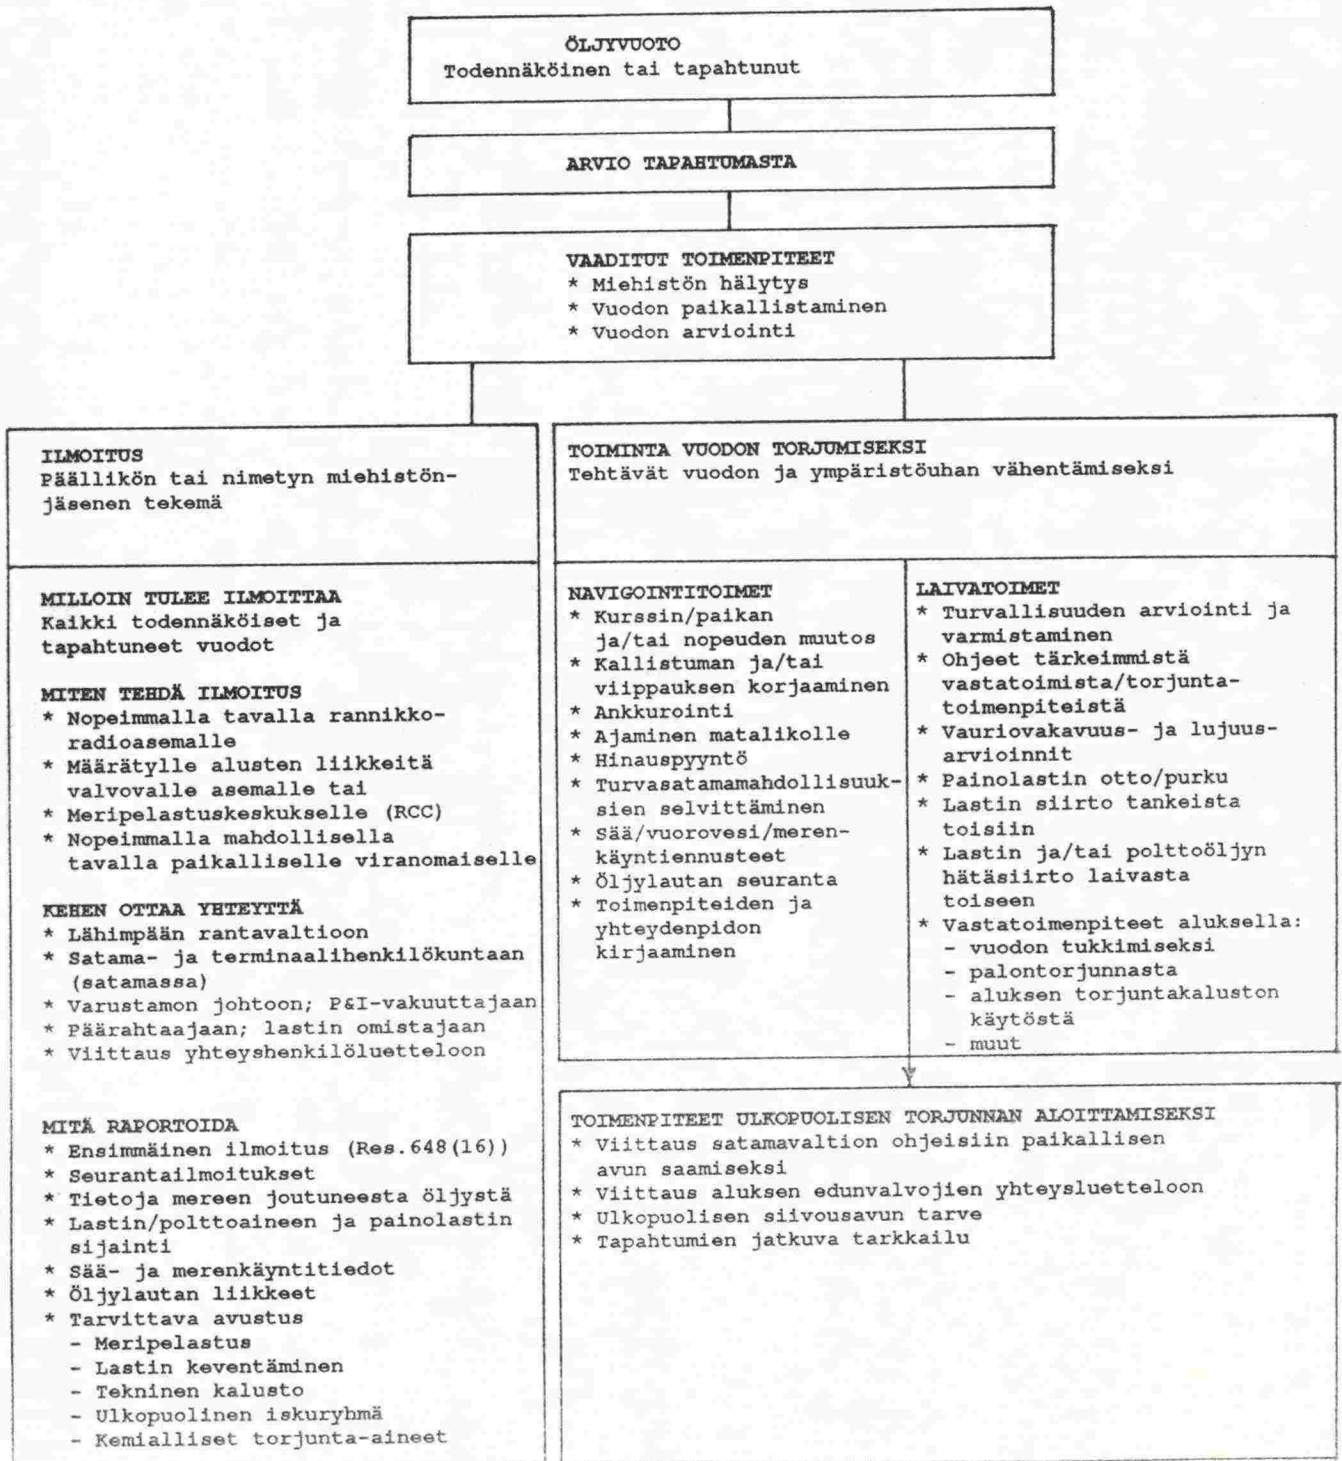 ÖLJYVUOTO
Todennäköinen tai tapahtunut
ARVIO TAPAHTUMASTA
VAADITUT TOIMENPITEET
* Miehistön hälytys
* Vuodon paikallistaminen
* Vuodon arviointi
ILMOITUS
Päällikön tai nimetyn miehistön-
jäsenen tekemä
MILLOIN TULEE ILMOITTAA
Kaikki todennäköiset ja
tapahtuneet vuodot
MITEN TEHDÄ ILMOITUS
* Nopeimmalla tavalla rannikko-
radioasemalle
* Määrätylle alusten liikkeitä
valvovalle asemalle tai
* Meripelastuskeskukselle (RCC)
* Nopeimmalla mahdollisella
tavalla paikalliselle viranomaiselle
KEHEN OTTAA YHTEYTTÄ
* Lähimpään rantavaltioon
* Satama- ja terminaalihenkilökuntaan
(satamassa)
* Varustamon johtoon; P&I-vakuuttajaan
* Päärahtaajaan; lastin omistajaan
* Viittaus yhteyshenkilöluetteloon
MITÄ RAPORTOIDA
* Ensimmäinen ilmoitus (Res.648(16))
* Seurantailmoitukset
* Tietoja mereen joutuneesta öljystä
* Lastin/polttoaineen ja painolastin
sijainti
* Sää- ja merenkäyntitiedot
* Öljylautan liikkeet
* Tarvittava avustus
- Meripelastus
- Lastin keventäminen
- Tekninen kalusto
- Ulkopuolinen iskuryhmä
- Kemialliset torjunta-aineet
TOIMINTA VUODON TORJUMISEKSI
Tehtävät vuodon ja ympäristöuhan vähentämiseksi
NAVIGOINTITOIMET
* Kurssin/paikan
ja/tai nopeuden muutos
* Kallistuman ja/tai
viippauksen korjaaminen
* Ankkurointi
* Ajaminen matalikolle
* Hinauspyyntö
* Turvasatamamahdollisuuk-
sien selvittäminen
* Sää/vuorovesi/meren-
käyntiennusteet
* Öljylautan seuranta
* Toimenpiteiden ja
yhteydenpidon
kirjaaminen
LAIVATOIMET
* Turvallisuuden arviointi ja
varmistaminen
* Ohjeet tärkeimmistä
vastatoimista/torjunta-
toimenpiteistä
* Vauriovakavuus- ja lujuus-
arvioinnit
* Painolastin otto/purku
* Lastin siirto tankeista
toisiin
* Lastin ja/tai polttoöljyn
hätäsiirto laivasta
toiseen
* Vastatoimenpiteet aluksella:
- vuodon tukkimiseksi
- palontorjunnasta
- aluksen torjuntakaluston
käytöstä
- muut
TOIMENPITEET ULKOPUOLISEN TORJUNNAN ALOITTAMISEKSI
* Viittaus satamavaltion ohjeisiin paikallisen
avun saamiseksi
* Viittaus aluksen edunvalvojien yhteysluetteloon
* Ulkopuolisen siivousavun tarve
* Tapahtumien jatkuva tarkkailu